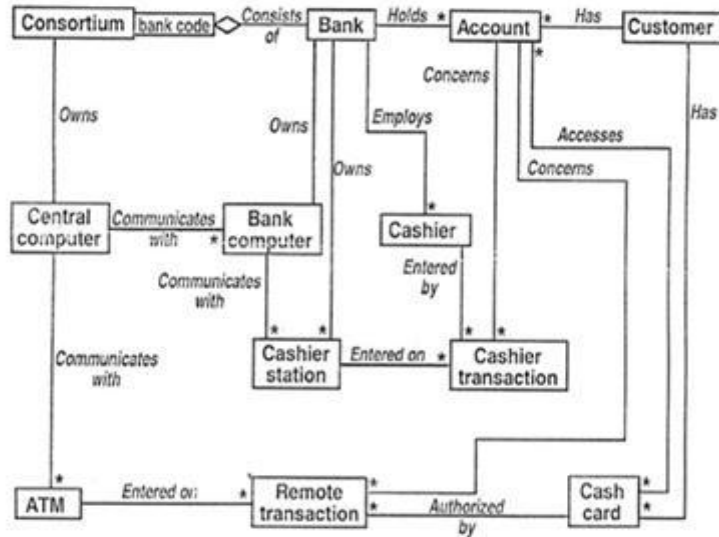 Consortium
bank code
Consists
of
Bank
Holds
*
Account
*
Has
Customer
Concerns
*
Has
Owns
Owns
Employs
Accesses
Owns
Concerns
Central
computer
Communicates
with
*
Bank
computer
*
Cashier
Communicates
with
Entered
by
*
*
*
*
Cashier
station
Entered on
*
Cashier
transaction
Communicates
with
*
ATM
Entered on
*
Remote
transaction
*
*
Authorized
by
*
*
Cash
card